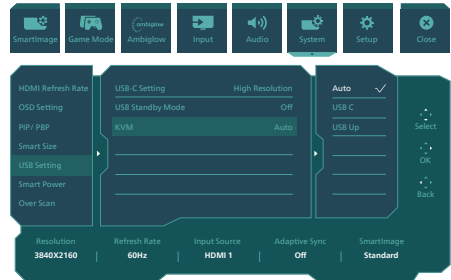 SmartImage
Game Mode
ambiglow
Ambiglow
Input
Audio
System
Setup
Close
HDMI Refresh Rate
OSD Setting
PIP/ PBP
Smart Size
USB Setting
Smart Power
Over Scan
USB-C Setting High Resolution
USB Standby Mode Off
KVM Auto
Auto
USB C
USB Up
Select
OK
Back
Resolution Refresh Rate Input Source Adaptive Sync SmartImage
3840X2160 | 60Hz | HDMI 1 | Off | Standard